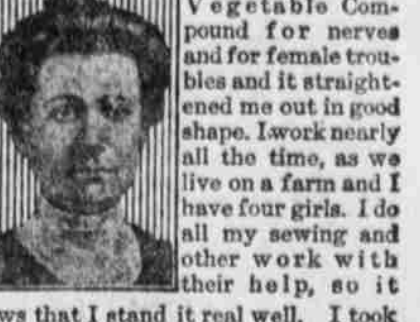 Vegetable Com-
pound for nerves
and for female trou-
bles and it straight-
ened me out in good
shape. I work nearly
all the time, as we
live on a farm and I
have four girls. I do
all my sewing and
other work with
their help, so it
ws that I stand it real well. I took